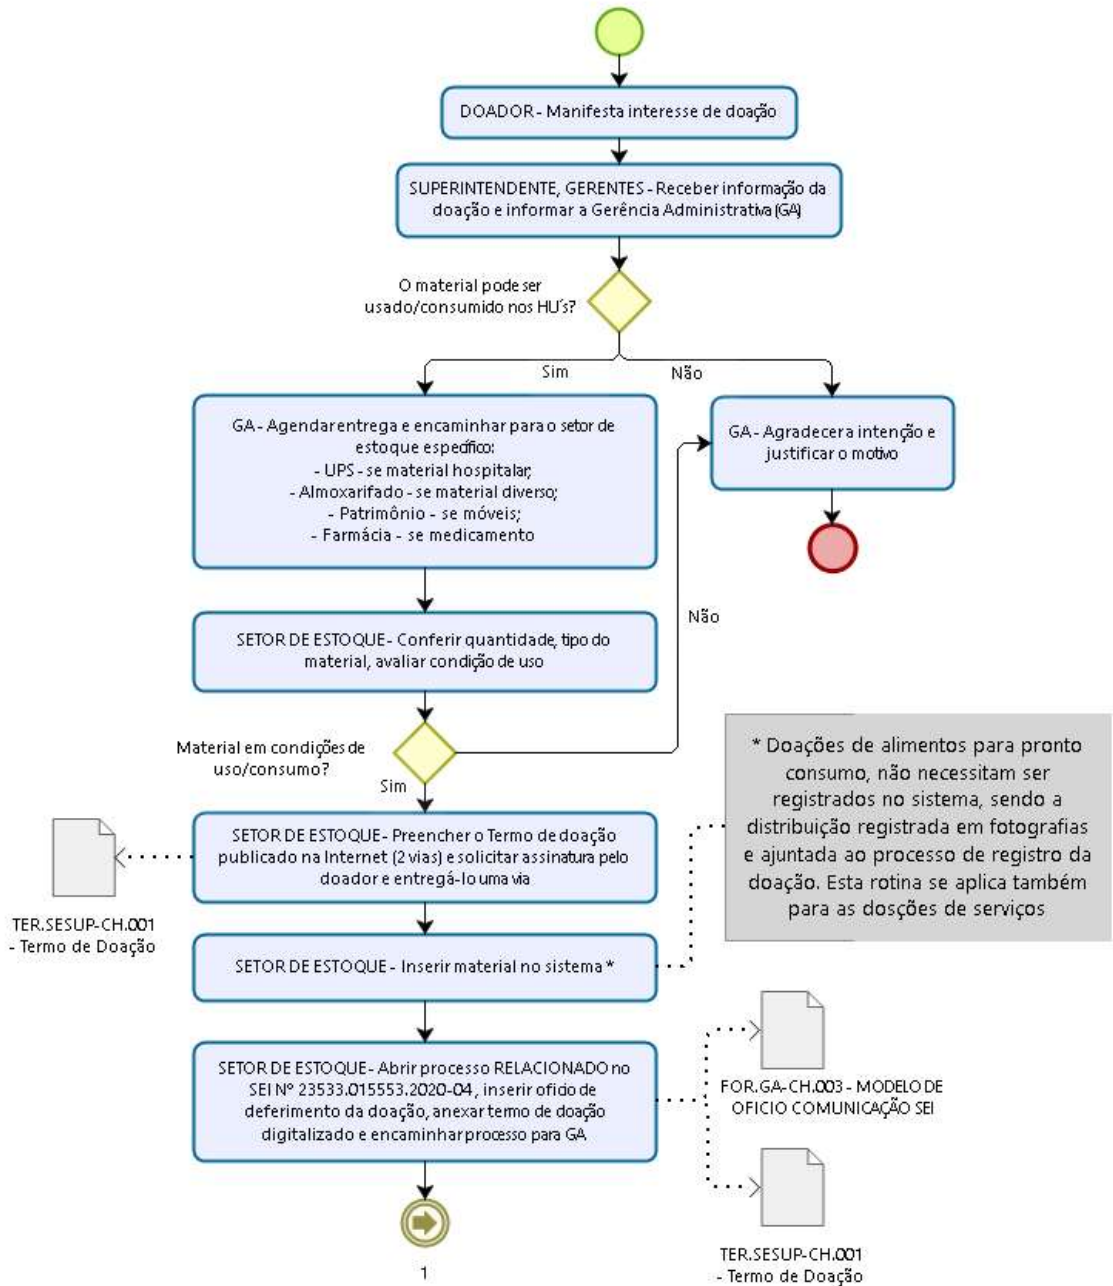 DOADOR - Manifesta interesse de doação
SUPERINTENDENTE, GERENTES - Receber informação da
doação e informar a Gerência Administrativa (GA)
O material pode ser
usado/consumido nos HU´s?
Sim
Não
GA - Agendar entrega e encaminhar para o setor de
estoque específico:
- UPS - se material hospitalar;
- Almoxarifado - se material diverso;
- Patrimônio - se móveis;
- Farmácia - se medicamento
GA - Agradecer a intenção e
justificar o motivo
SETOR DE ESTOQUE - Conferir quantidade, tipo do
material, avaliar condição de uso
Não
Material em condições de
uso/consumo?
Sim
* Doações de alimentos para pronto
consumo, não necessitam ser
registrados no sistema, sendo a
distribuição registrada em fotografias
e ajuntada ao processo de registro da
doação. Esta rotina se aplica também
para as dosções de serviços
SETOR DE ESTOQUE - Preencher o Termo de doação
publicado na Internet (2 vias) e solicitar assinatura pelo
doador e entregá-lo uma via
TER.SESUP-CH.001
- Termo de Doação
SETOR DE ESTOQUE - Inserir material no sistema *
SETOR DE ESTOQUE - Abrir processo RELACIONADO no
SEI Nº 23533.015553.2020-04 , inserir oficio de
deferimento da doação, anexar termo de doação
digitalizado e encaminhar processo para GA
FOR.GA-CH.003 - MODELO DE
OFICIO COMUNICAÇÃO SEI
TER.SESUP-CH.001
- Termo de Doação
1